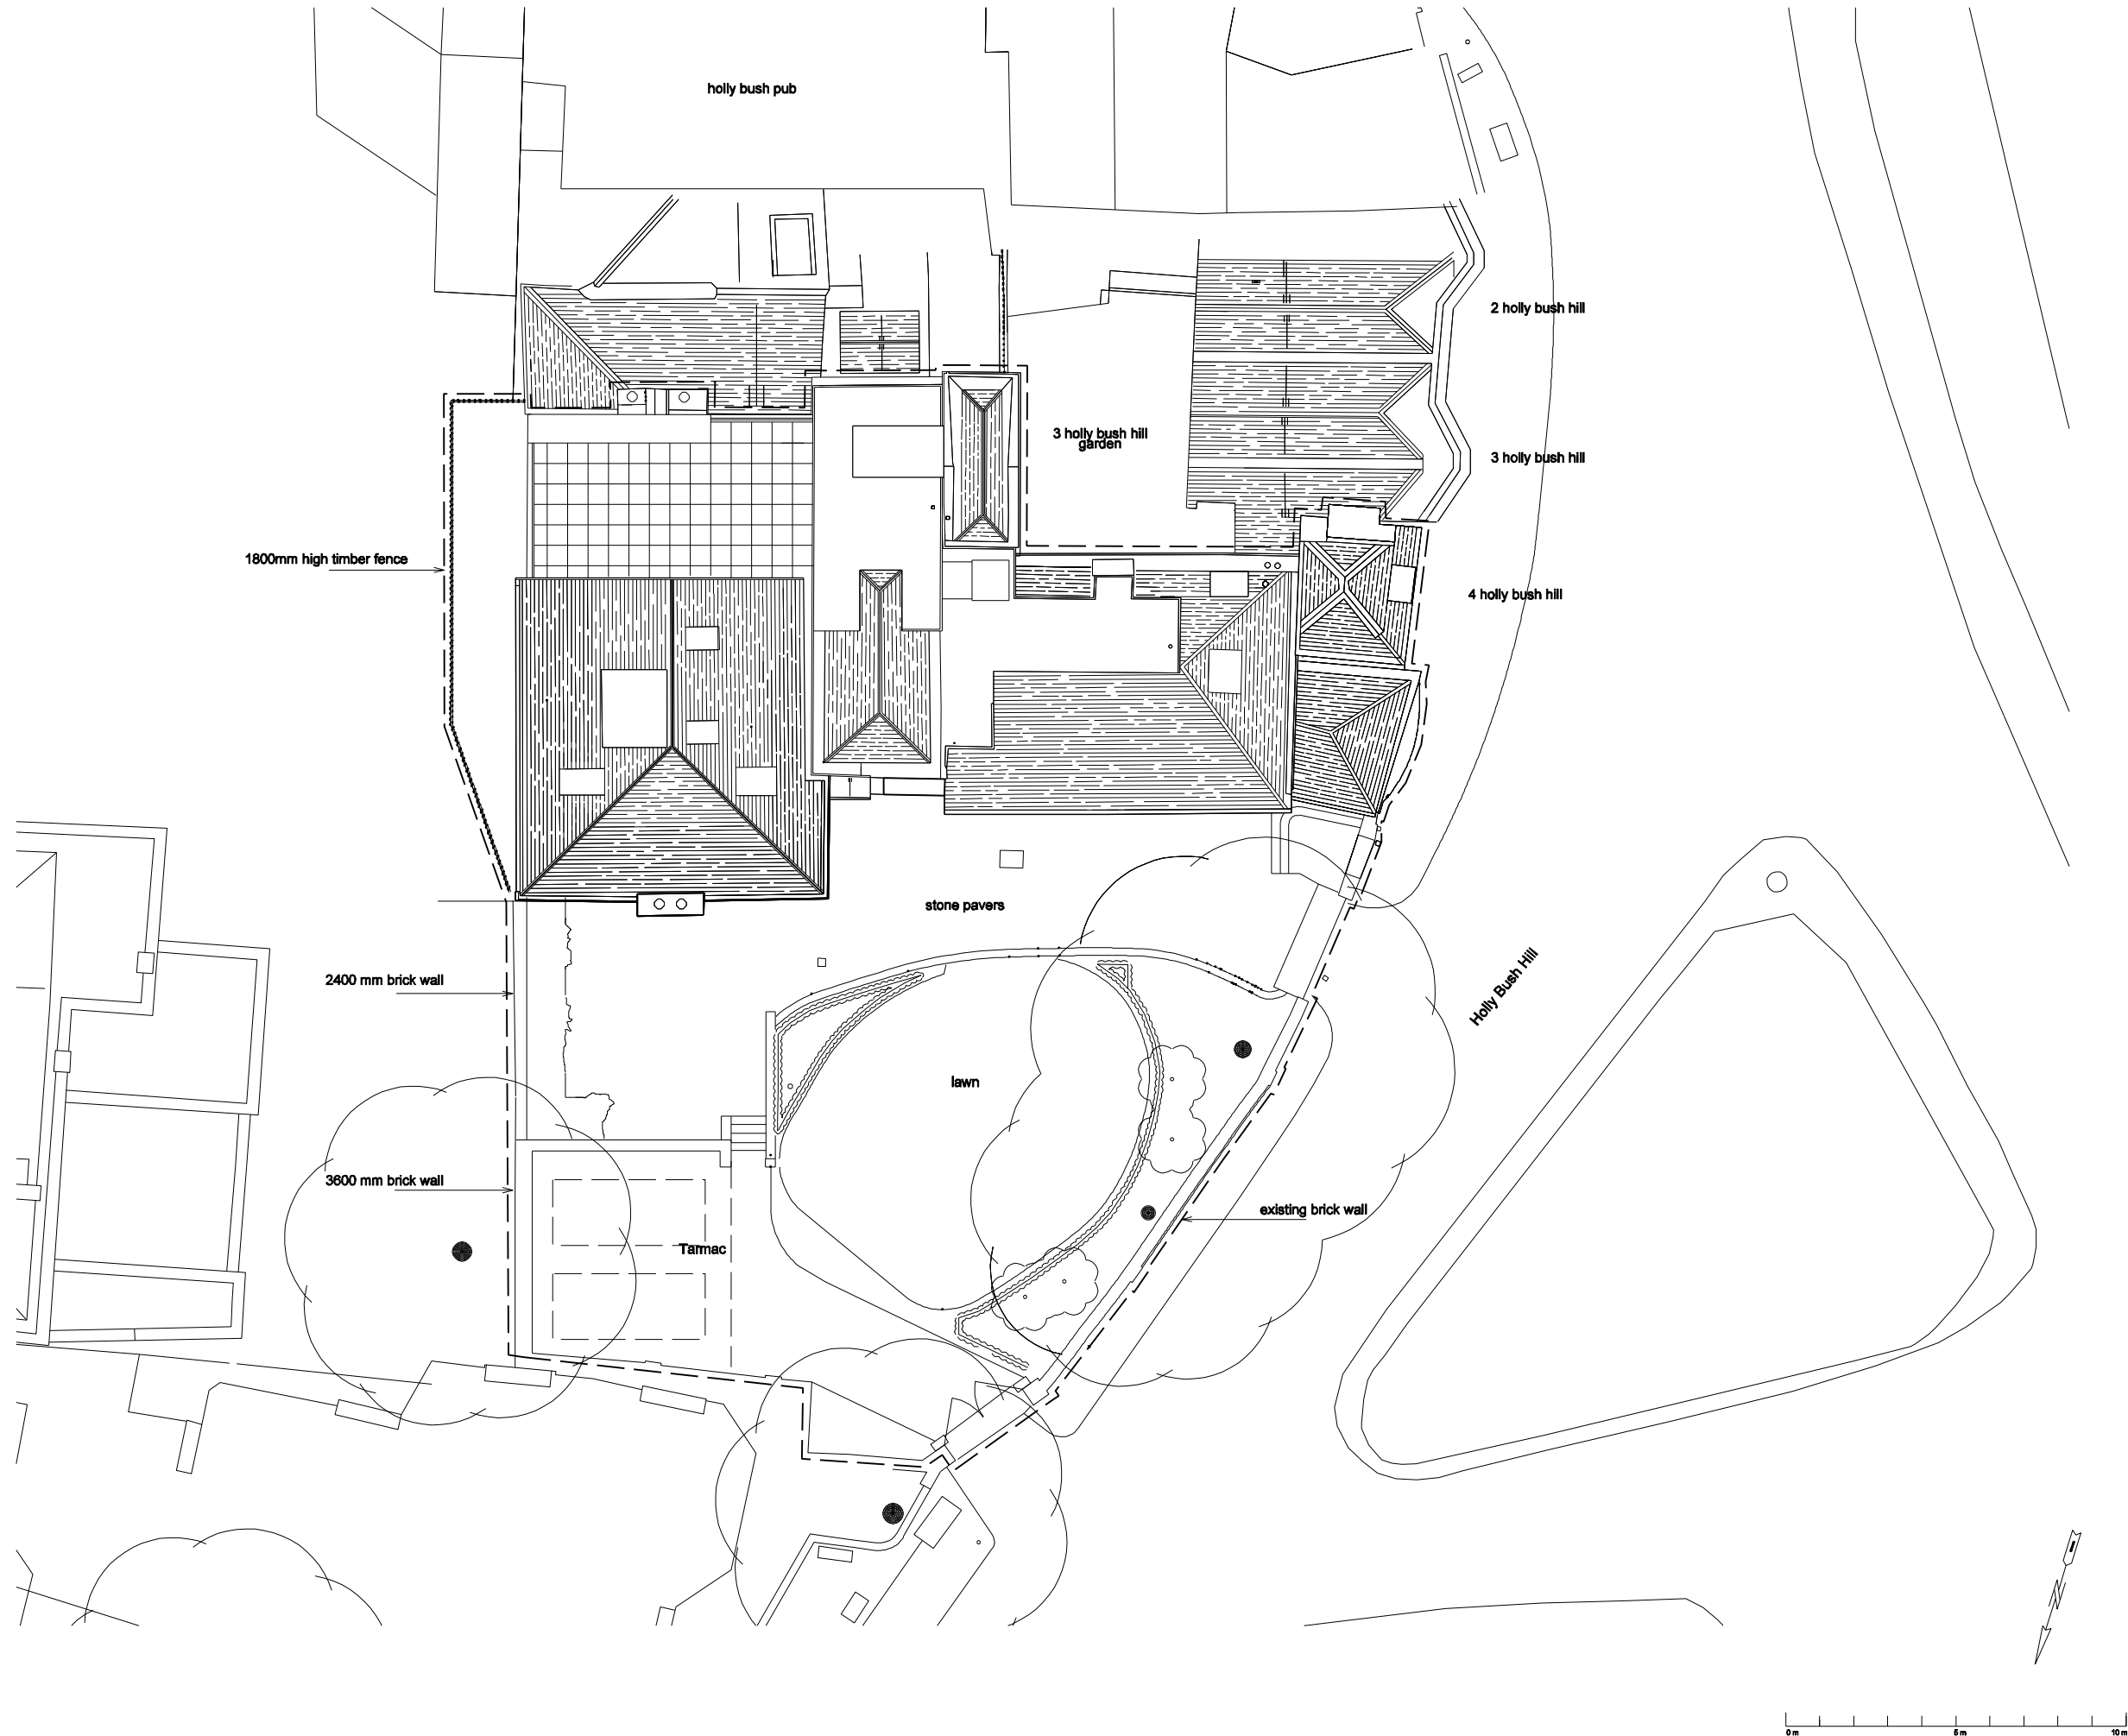 holly bush pub
2 holly bush hill
3 holly bush hill
garden
3 holly bush hill
1800mm high timber fence
4 holly bush hill
stone pavers
2400 mm brick wall
Holly Bush Hill
lawn
3600 mm brick wall
existing brick wall
Tarmac
0 m
5 m
10 m